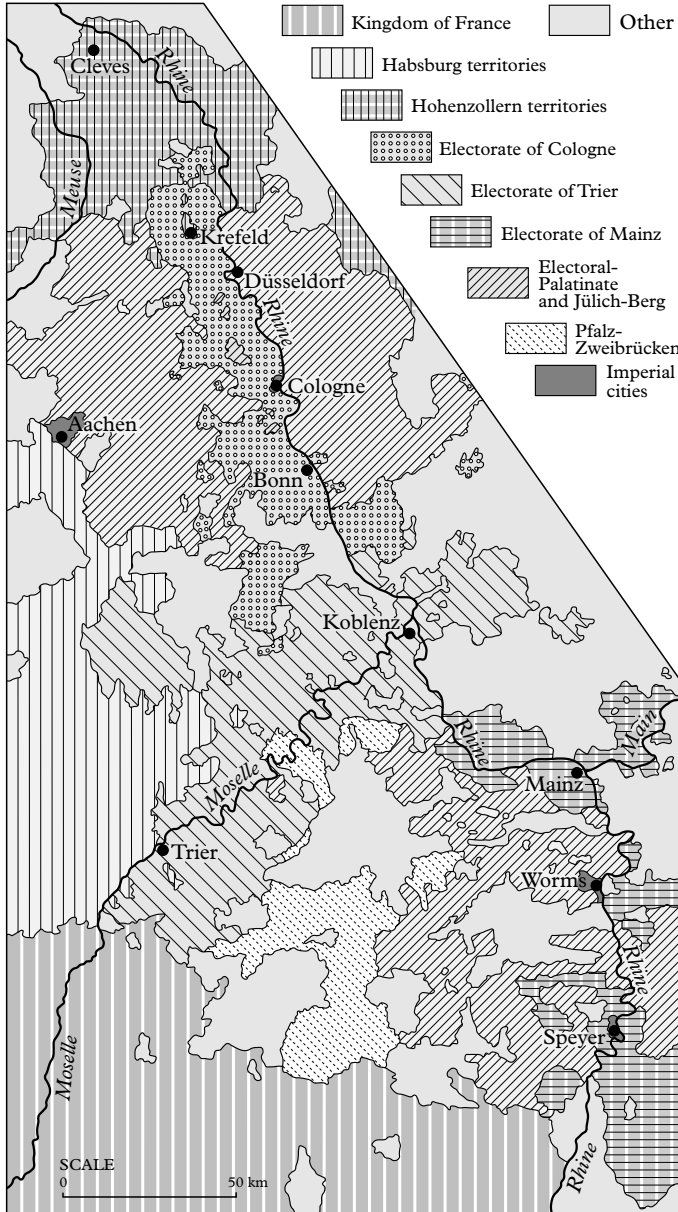 Kingdom of France
Other
Habsburg territories
Hohenzollern territories
Electorate of Cologne
Electorate of Trier
Electorate of Mainz
Electoral-
Palatinate
and Jülich-Berg
Pfalz-
Zweibrücken
Imperial
cities
Cleves
Rhine
Meuse
Krefeld
Düsseldorf
Rhine
Cologne
Aachen
Bonn
Koblenz
Rhine
Main
Moselle
Mainz
Trier
Worms
Rhine
Speyer
Moselle
Rhine
SCALE
0
50 km